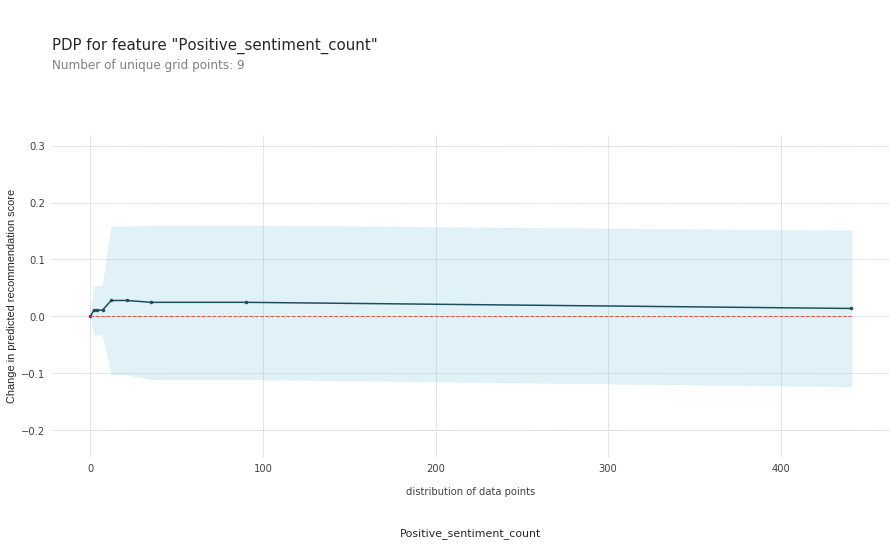 PDP for feature "Positive_sentiment_count"
Number of unique grid points: 9
Change in predicted recommendation score
0.3
0.2
0.1
0.0
−0.1
−0.2
0 100 200 300 400
distribution of data points
Positive_sentiment_count